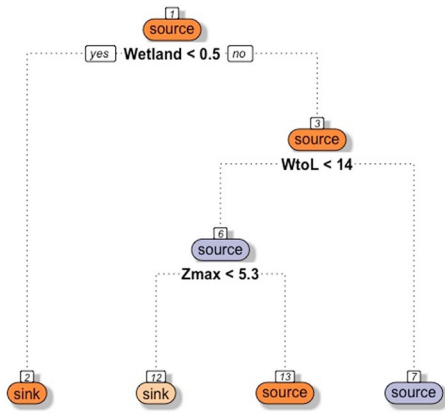 1
source
yes Wetland < 0.5 no
3
source
WtoL < 14
6
source
Zmax < 5.3
2 12 13 7
sink sink source source